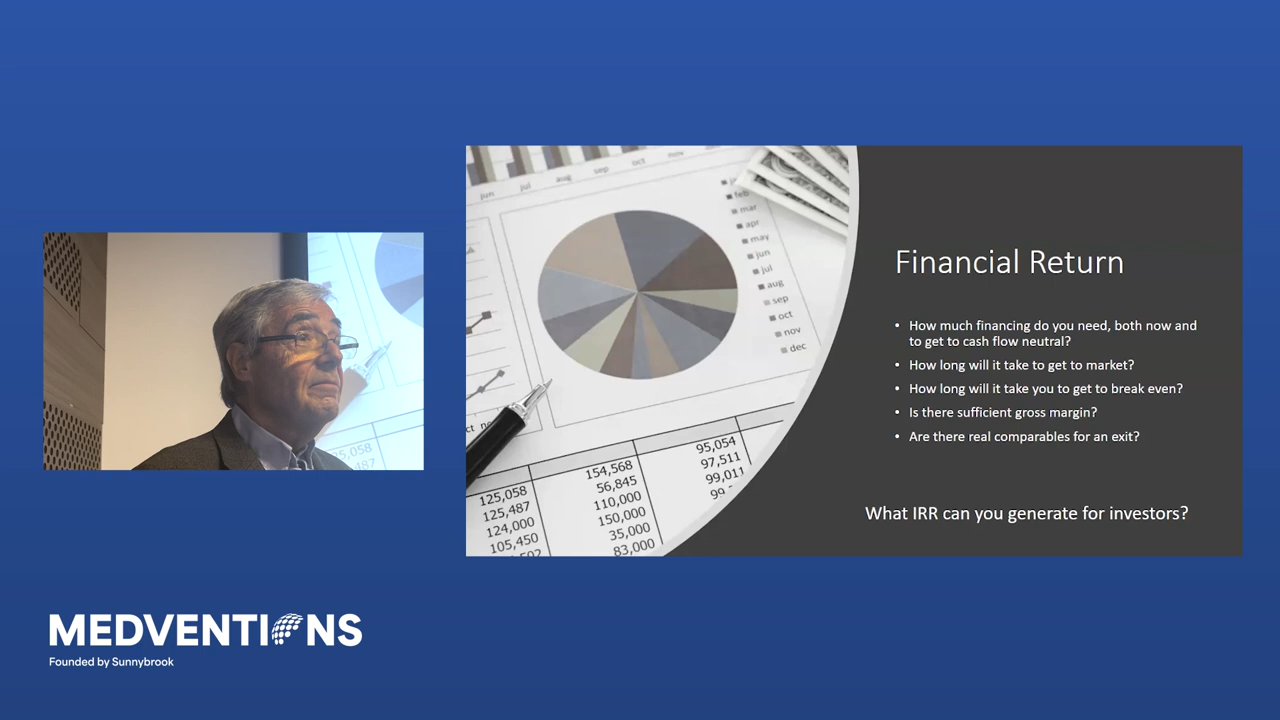 Financial Return
• How much financing do you need, both now and
to get to cash flow neutral?
• How long will it take to get to market?
• How long will it take you to get to break even?
• Is there sufficient gross margin?
• Are there real comparables for an exit?
What IRR can you generate for investors?
jun jul aug sep oct nov dec
feb
mar
apr
may
jun
jul
aug
sep
oct
nov
dec
125,058 154,568 95,054
125,487 56,845 97,511
124,000 110,000 99,011
105,450 150,000
35,000
83,000
MEDVENTIONS
Founded by Sunnybrook